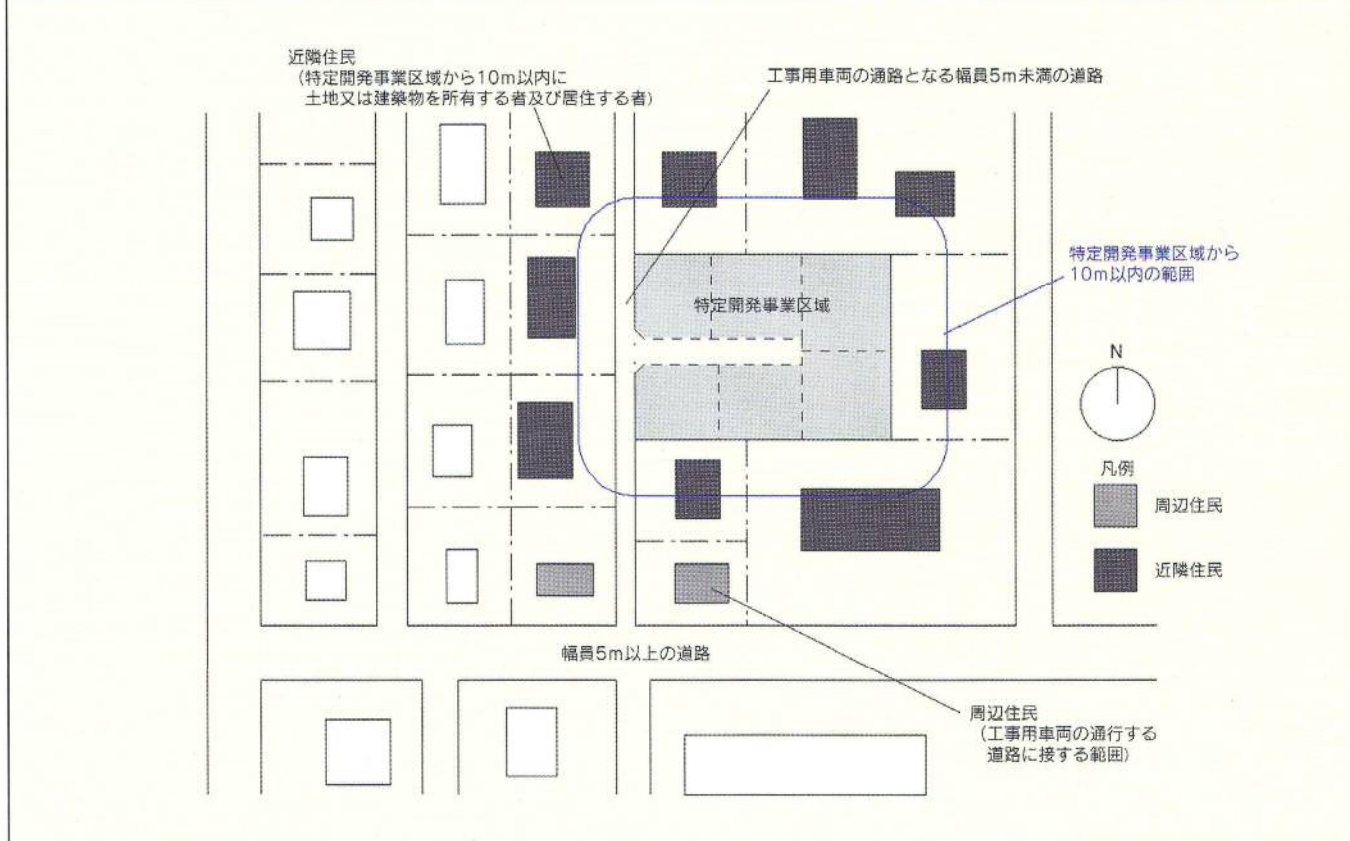 近隣住民
(特定開発事業区域から10m以内に
土地又は建築物を所有する者及び居住する者)
工事用車両の通路となる幅員5m未満の道路
特定開発事業区域から
10m以内の範囲
特定開発事業区域
N
凡例
周辺住民
近隣住民
幅員5m以上の道路
周辺住民
(工事用車両の通行する
道路に接する範囲)